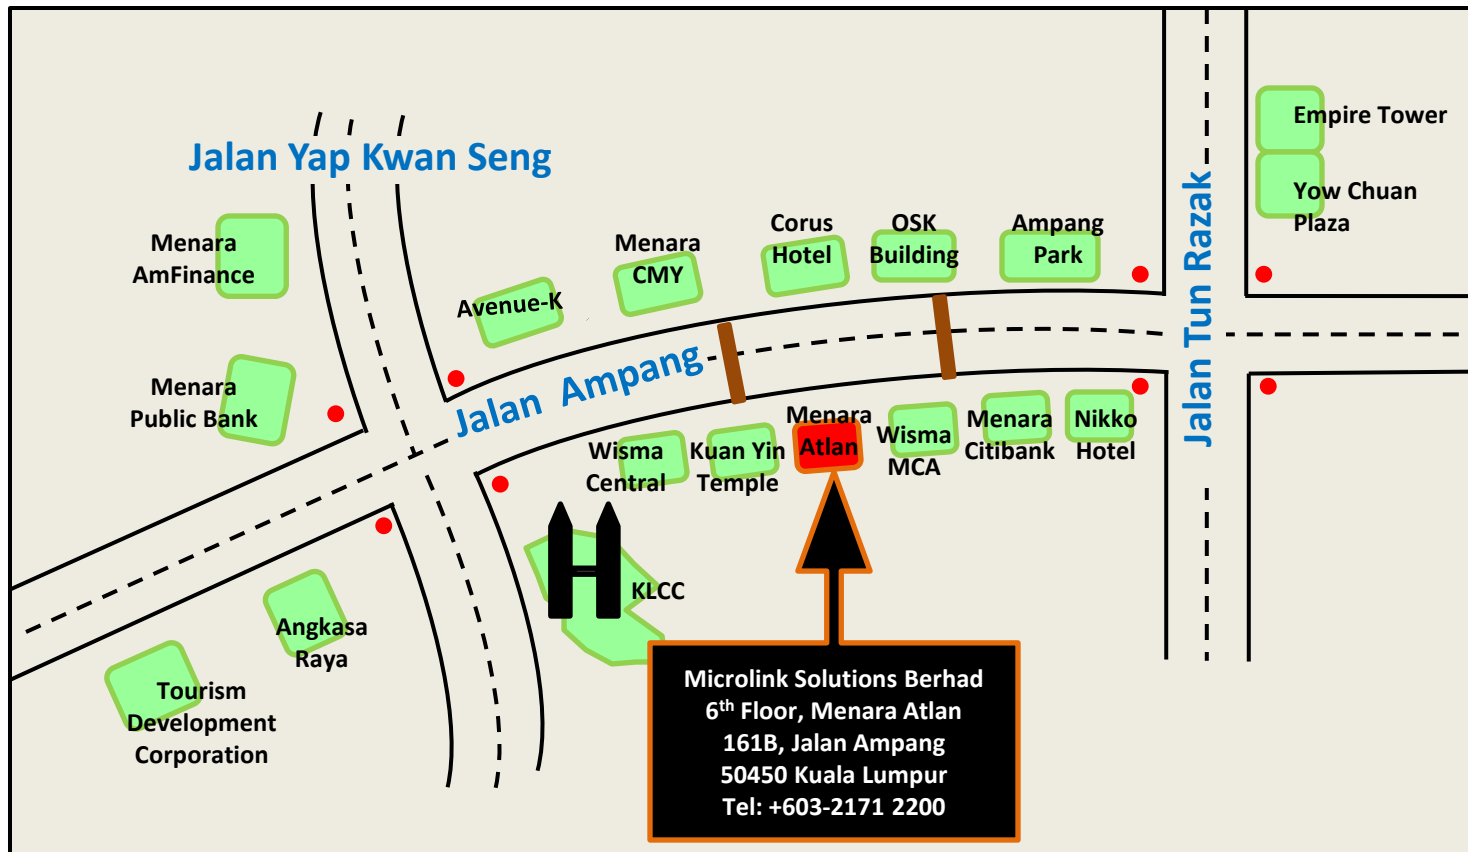 Jalan Yap Kwan Seng
Menara
AmFinance
Menara
Public Bank
Avenue-K
Menara
CMY
Corus
Hotel
OSK
Building
Ampang
Park
Empire Tower
Yow Chuan
Plaza
Jalan Tun Razak
Jalan Ampang
Wisma
Central
Kuan Yin
Temple
Menara
Atlan
Wisma
MCA
Menara
Citibank
Nikko
Hotel
KLCC
Angkasa
Raya
Tourism
Development
Corporation
Microlink Solutions Berhad
6th Floor, Menara Atlan
161B, Jalan Ampang
50450 Kuala Lumpur
Tel: +603-2171 2200